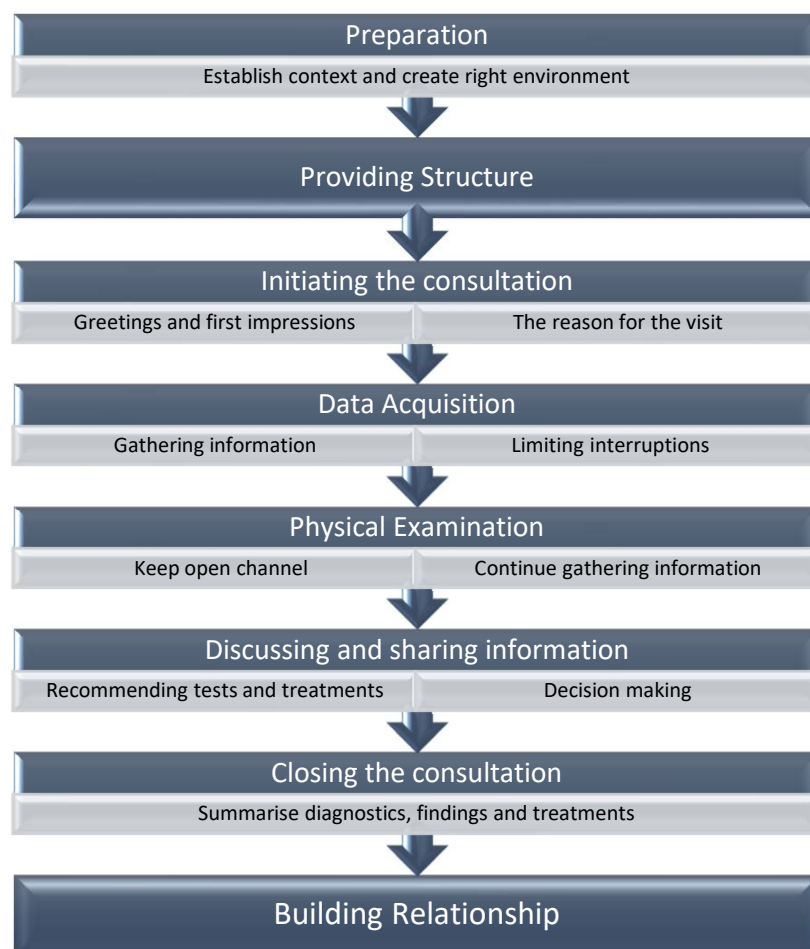 Preparation
Establish context and create right environment
Providing Structure
Initiating the consultation
Greetings and first impressions
The reason for the visit
Data Acquisition
Gathering information
Limiting interruptions
Physical Examination
Keep open channel
Continue gathering information
Discussing and sharing information
Recommending tests and treatments
Decision making
Closing the consultation
Summarise diagnostics, findings and treatments
Building Relationship